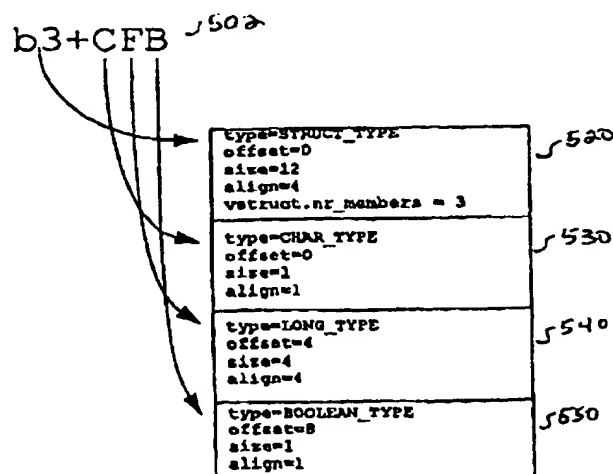 b3+CFB 502
type=STRUCT_TYPE
offset=0
size=12
align=4
vstruct.nr_members = 3
520
type=CHAR_TYPE
offset=0
size=1
align=1
530
type=LONG_TYPE
offset=4
size=4
align=4
540
type=BOOLEAN_TYPE
offset=8
size=1
align=1
550